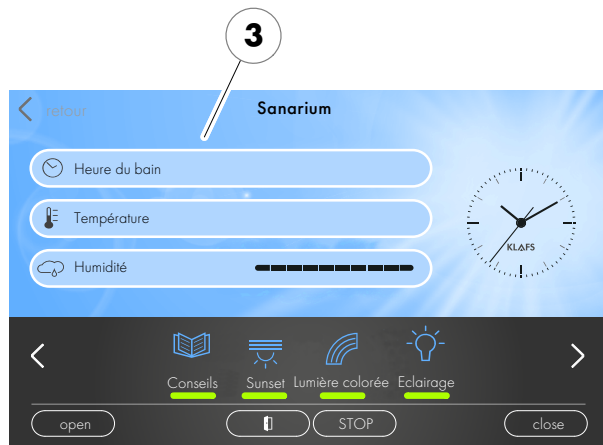 3
retour
Sanarium
Heure du bain
Température
Humidité
KLAFS
Conseils Sunset Lumière colorée Eclairage
open STOP close